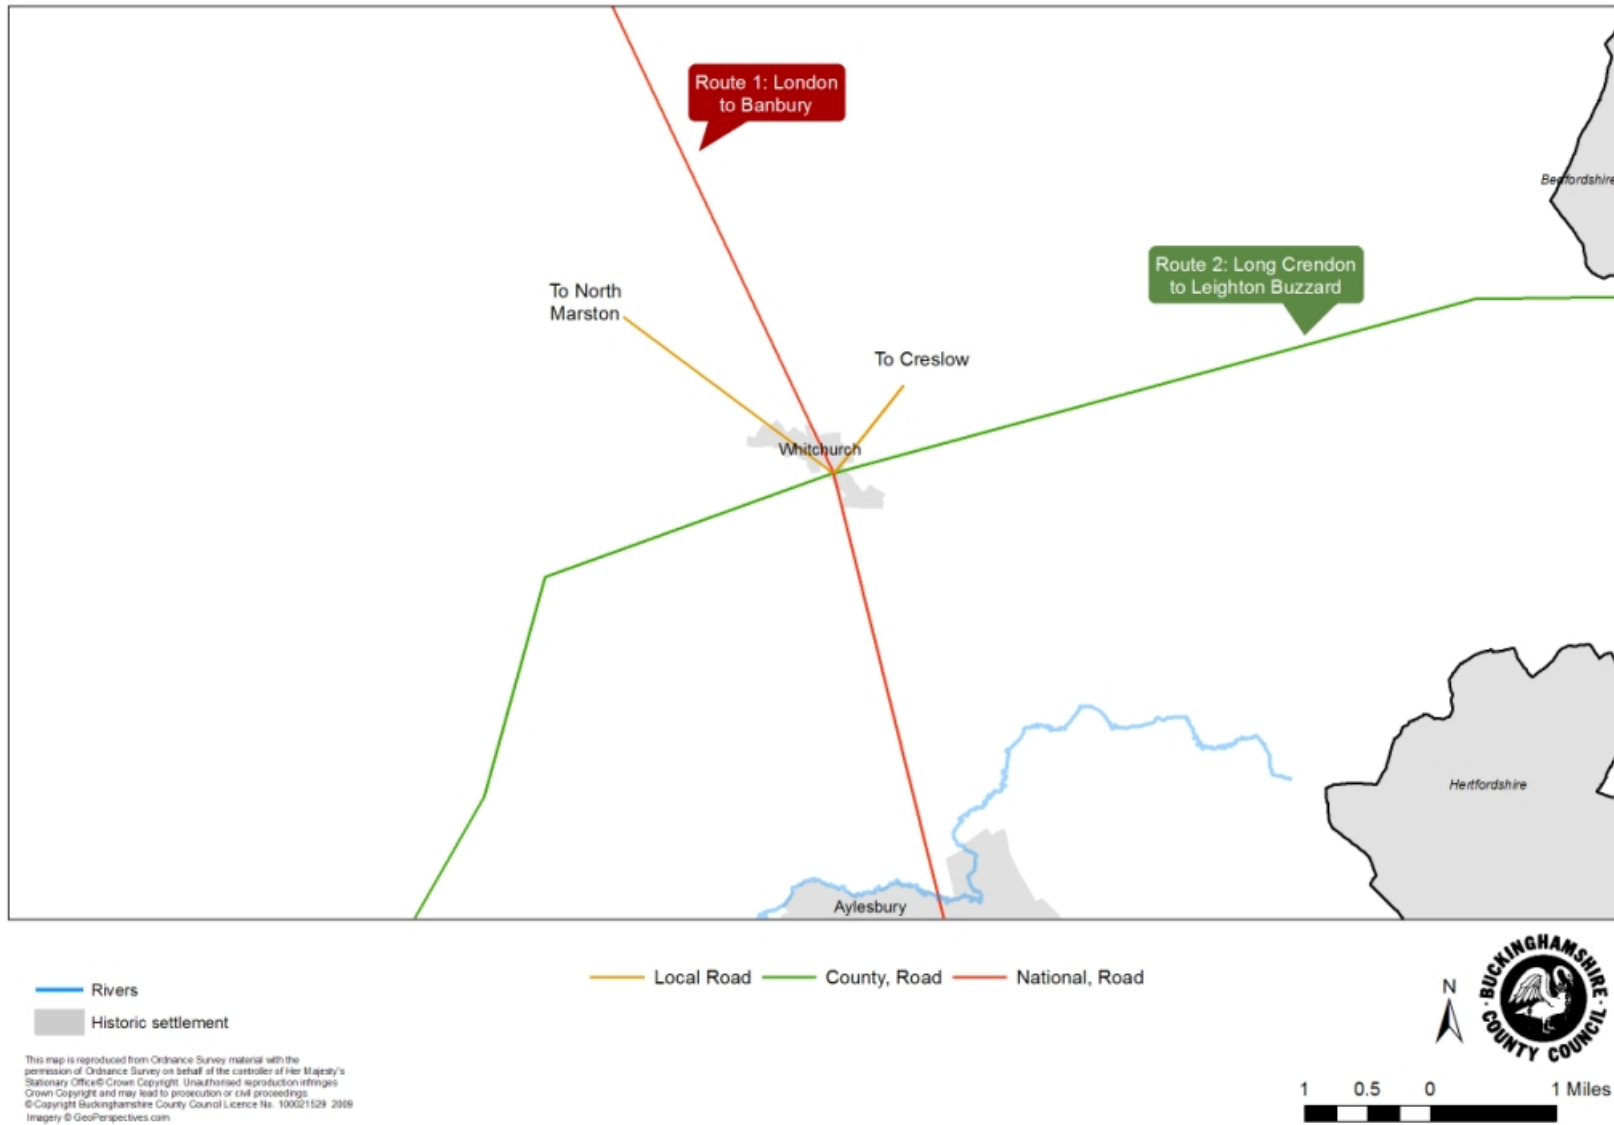 Route 1: London
to Banbury
Bedfordshire
Route 2: Long Crendon
to Leighton Buzzard
To North
Marston
To Creslow
Whitchurch
Hertfordshire
Aylesbury
Rivers
Historic settlement
Local Road
County, Road
National, Road
N
BUCKINGHAMSHIRE
COUNTY COUNCIL
This map is reproduced from Ordnance Survey material with the
permission of Ordnance Survey on behalf of the controller of Her Majesty's
Stationary Office© Crown Copyright. Unauthorised reproduction infringes
Crown Copyright and may lead to prosecution or civil proceedings.
©Copyright Buckinghamshire County Council Licence No. 100021529 2009
Imagery © GeoPerspectives.com
1 0.5 0 1 Miles